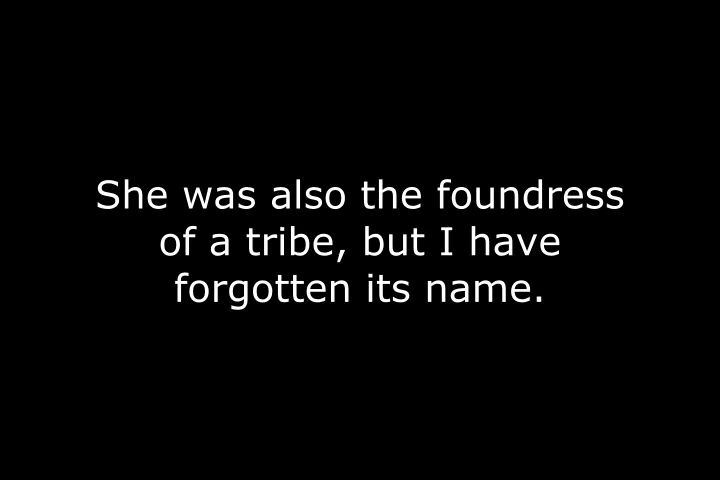 She was also the foundress
of a tribe, but I have
forgotten its name.